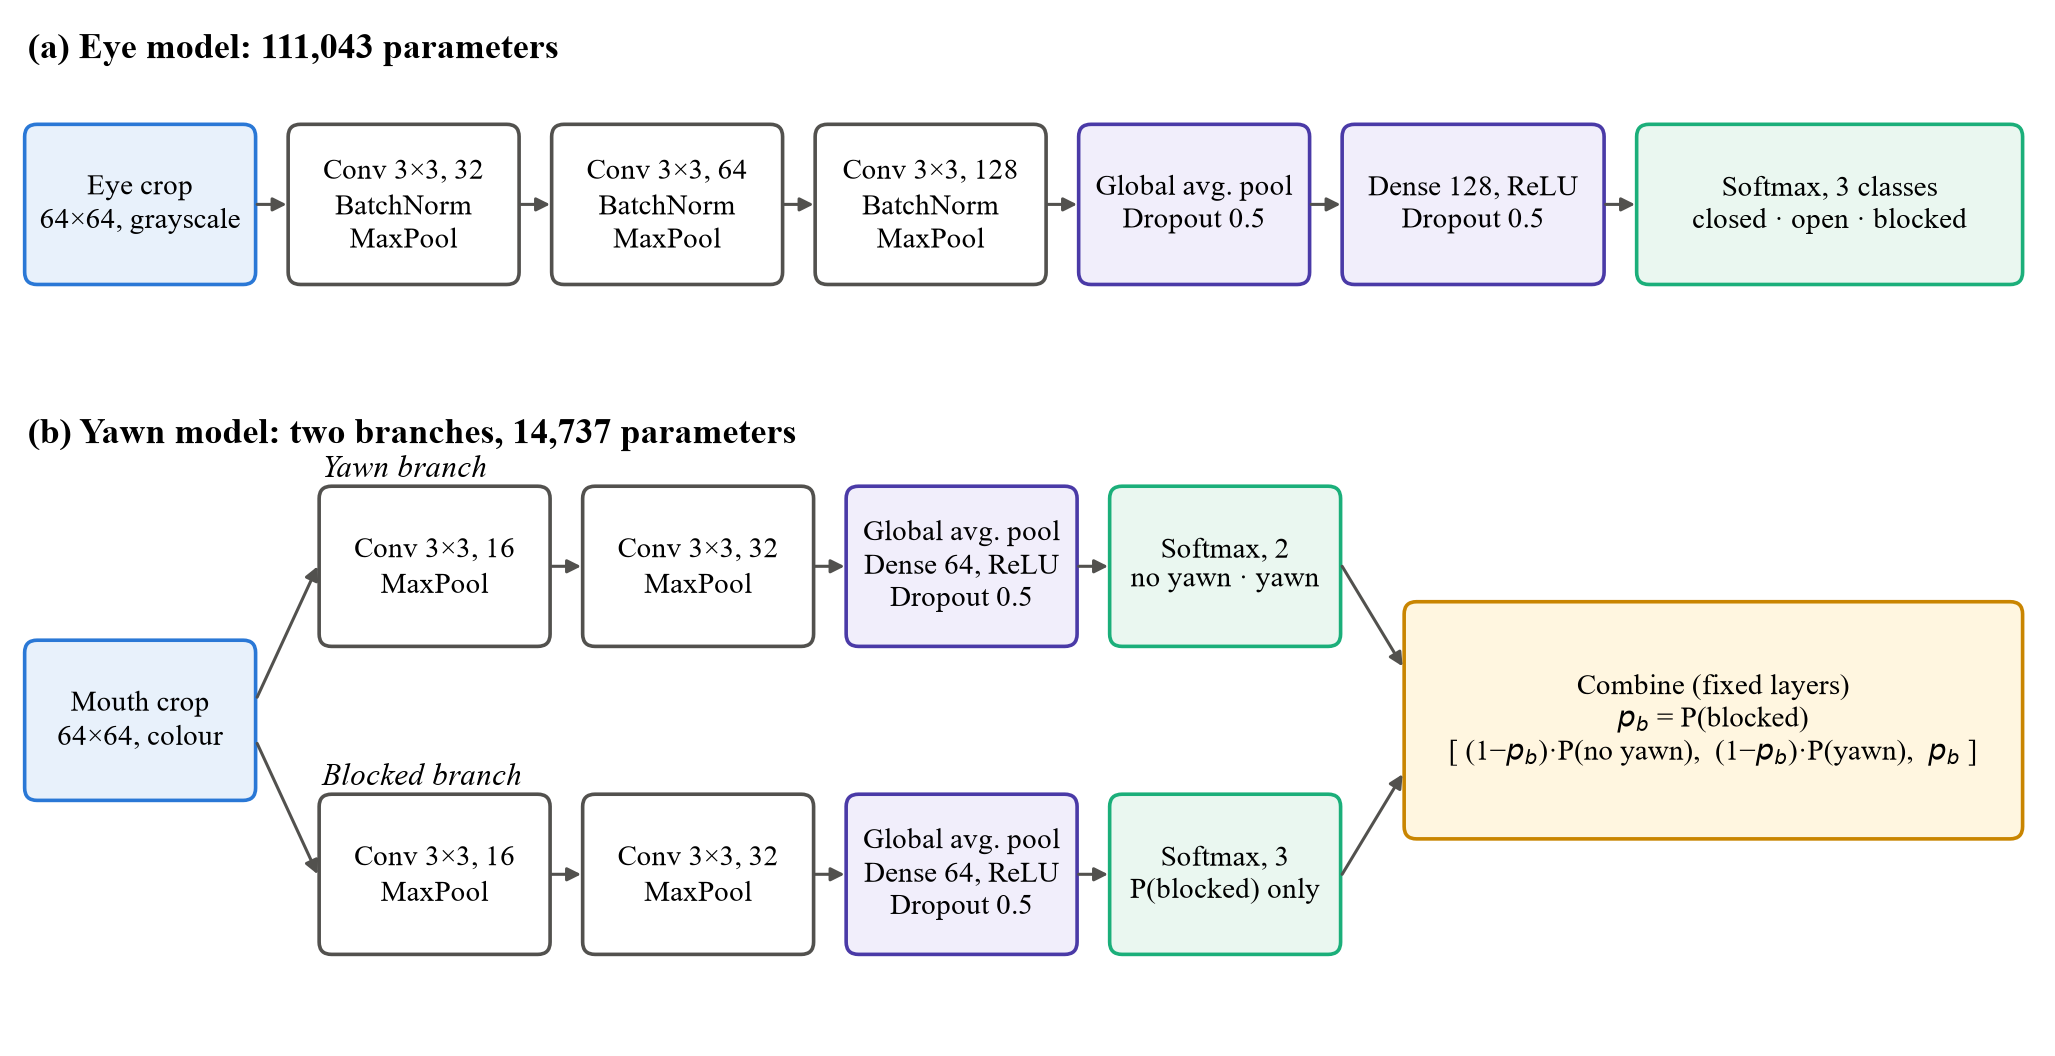 (a) Eye model: 111,043 parameters
Eye crop
64×64, grayscale
Conv 3×3, 32
BatchNorm
MaxPool
Conv 3×3, 64
BatchNorm
MaxPool
Conv 3×3, 128
BatchNorm
MaxPool
Global avg. pool
Dropout 0.5
Dense 128, ReLU
Dropout 0.5
Softmax, 3 classes
closed · open · blocked
(b) Yawn model: two branches, 14,737 parameters
Mouth crop
64×64, colour
Yawn branch
Conv 3×3, 16
MaxPool
Conv 3×3, 32
MaxPool
Global avg. pool
Dense 64, ReLU
Dropout 0.5
Softmax, 2
no yawn · yawn
Blocked branch
Conv 3×3, 16
MaxPool
Conv 3×3, 32
MaxPool
Global avg. pool
Dense 64, ReLU
Dropout 0.5
Softmax, 3
P(blocked) only
Combine (fixed layers)
p_b = P(blocked)
[ (1−p_b)·P(no yawn), (1−p_b)·P(yawn), p_b ]